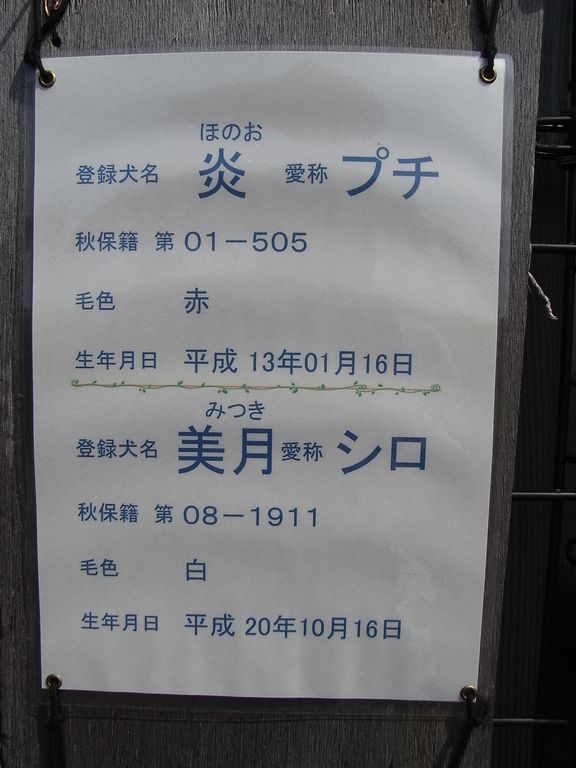 ほのお
登録犬名 炎 愛称 プチ
秋保籍 第 01－505
毛色 赤
生年月日 平成 13年01月16日
みつき
登録犬名 美月 愛称 シロ
秋保籍 第 08－1911
毛色 白
生年月日 平成 20年10月16日